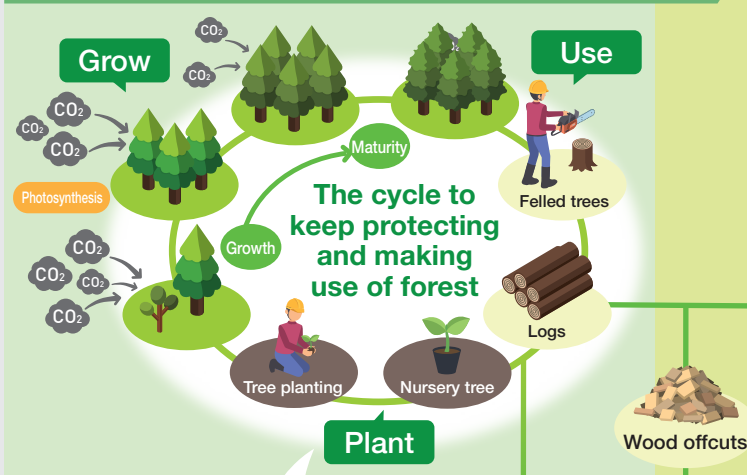 CO₂
CO₂
Grow
Use
CO₂
CO₂
CO₂
Maturity
Photosynthesis
The cycle to
keep protecting
and making
use of forest
Felled trees
Growth
CO₂
CO₂
CO₂
CO₂
Logs
Tree planting
Nursery tree
Plant
Wood offcuts